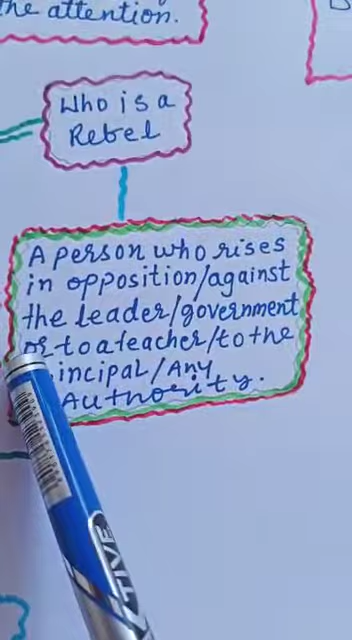 the attention.
Who is a
Rebel
A person who rises
in opposition/against
the leader/government
or to a teacher/to the
incipal/Any
Authority.
TIVE